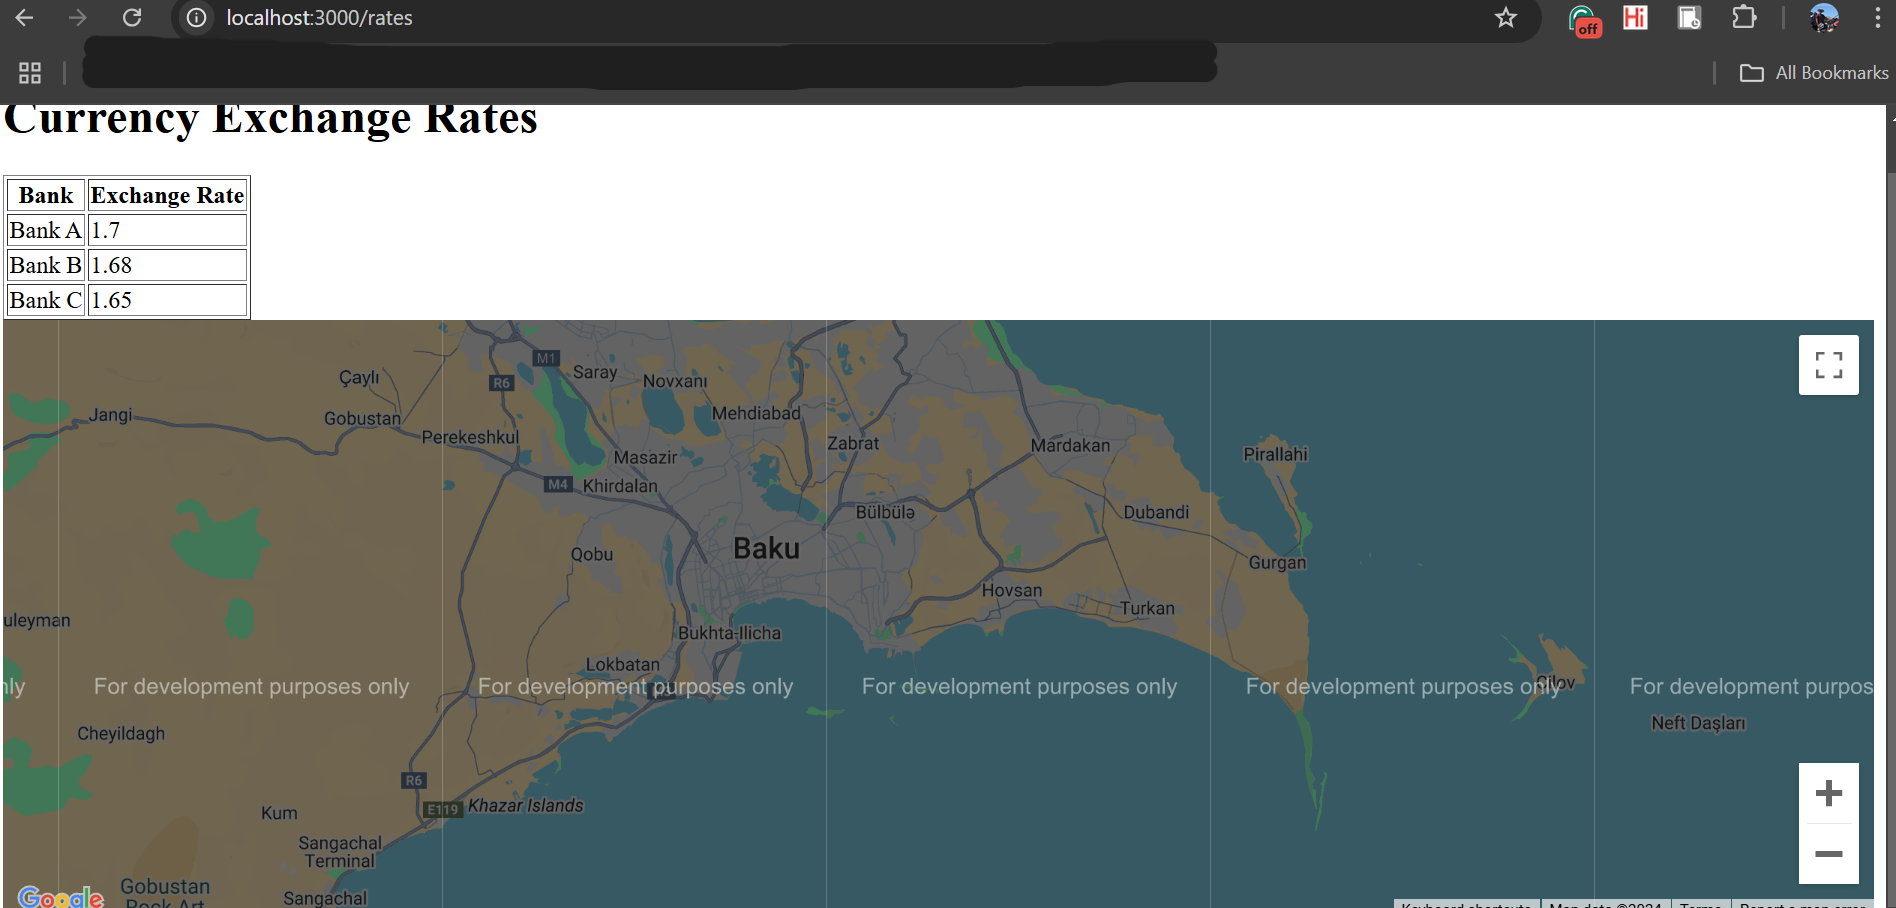 localhost:3000/rates
off
Hi
All Bookmarks
Currency Exchange Rates
Bank Exchange Rate
Bank A 1.7
Bank B 1.68
Bank C 1.65
M1
Saray
Novxanı
R6
Çaylı
Jangi
Gobustan
Mehdiabad
Perekeshkul
Zabrat
Mardakan
Pirallahi
Masazir
M4
Khirdalan
Bülbülə
Dubandi
Baku
Qobu
Gurgan
Hovsan
Turkan
uleyman
Bukhta-Ilicha
Lokbatan
nly
For development purposes only
For development purposes only
For development purposes only
For development purposes only
For development purpos
Gilov
Neft Daşları
Cheyildagh
R6
E119
Khazar Islands
Kum
Sangachal
Terminal
Gobustan
Rock Art
Sangachal
Google
Keyboard shortcuts
Map data ©2024
Terms
Report a map error